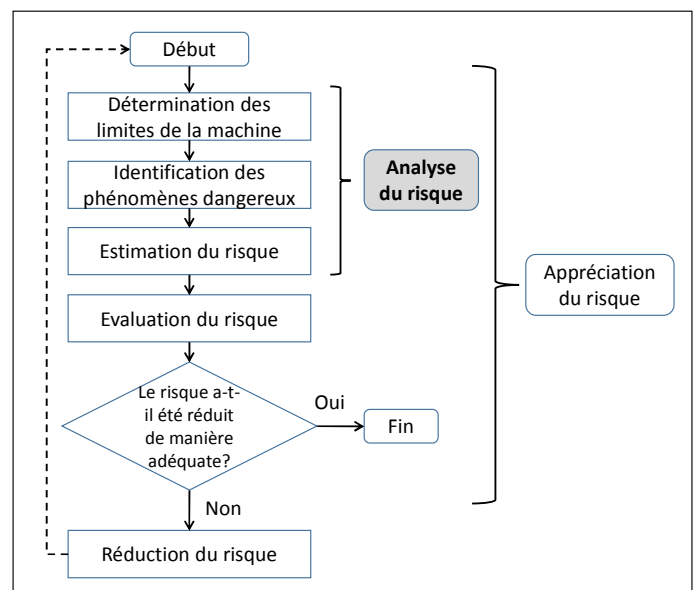 Début
Détermination des
limites de la machine
Identification des
phénomènes dangereux
Estimation du risque
Analyse
du risque
Evaluation du risque
Appréciation
du risque
Le risque a-t-
il été réduit
de manière
adéquate?
Oui
Fin
Non
Réduction du risque